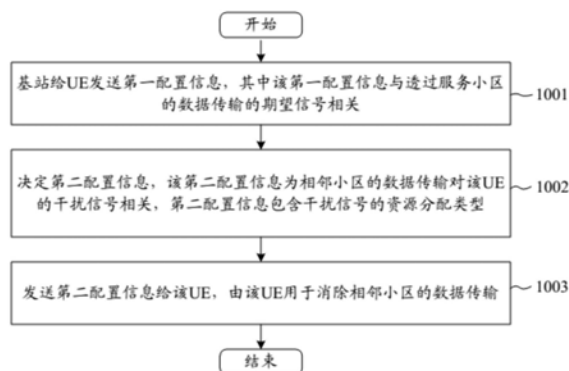 开始
基站给UE发送第一配置信息，其中该第一配置信息与透过服务小区
的数据传输的期望信号相关
1001
决定第二配置信息，该第二配置信息为相邻小区的数据传输对该UE
的干扰信号相关，第二配置信息包含干扰信号的资源分配类型
1002
发送第二配置信息给该UE，由该UE用于消除相邻小区的数据传输
1003
结束